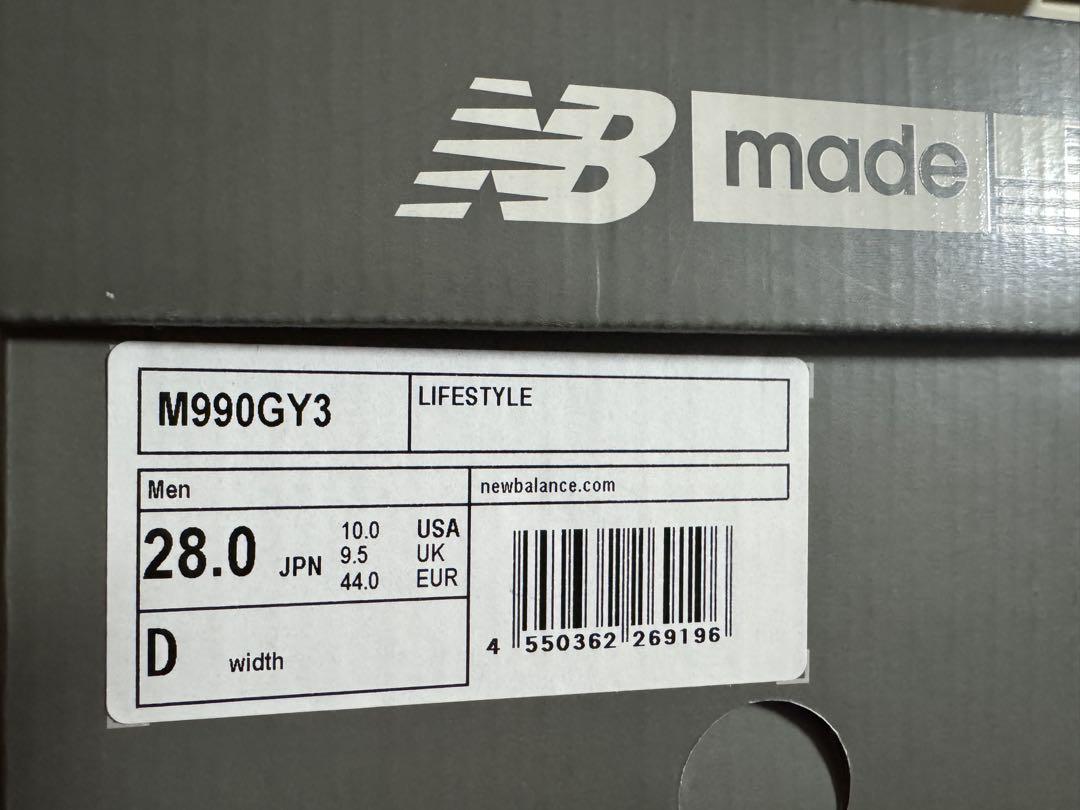 NB made
M990GY3
LIFESTYLE
Men
newbalance.com
28.0 JPN
10.0 USA
9.5 UK
44.0 EUR
D width
4 550362 269196